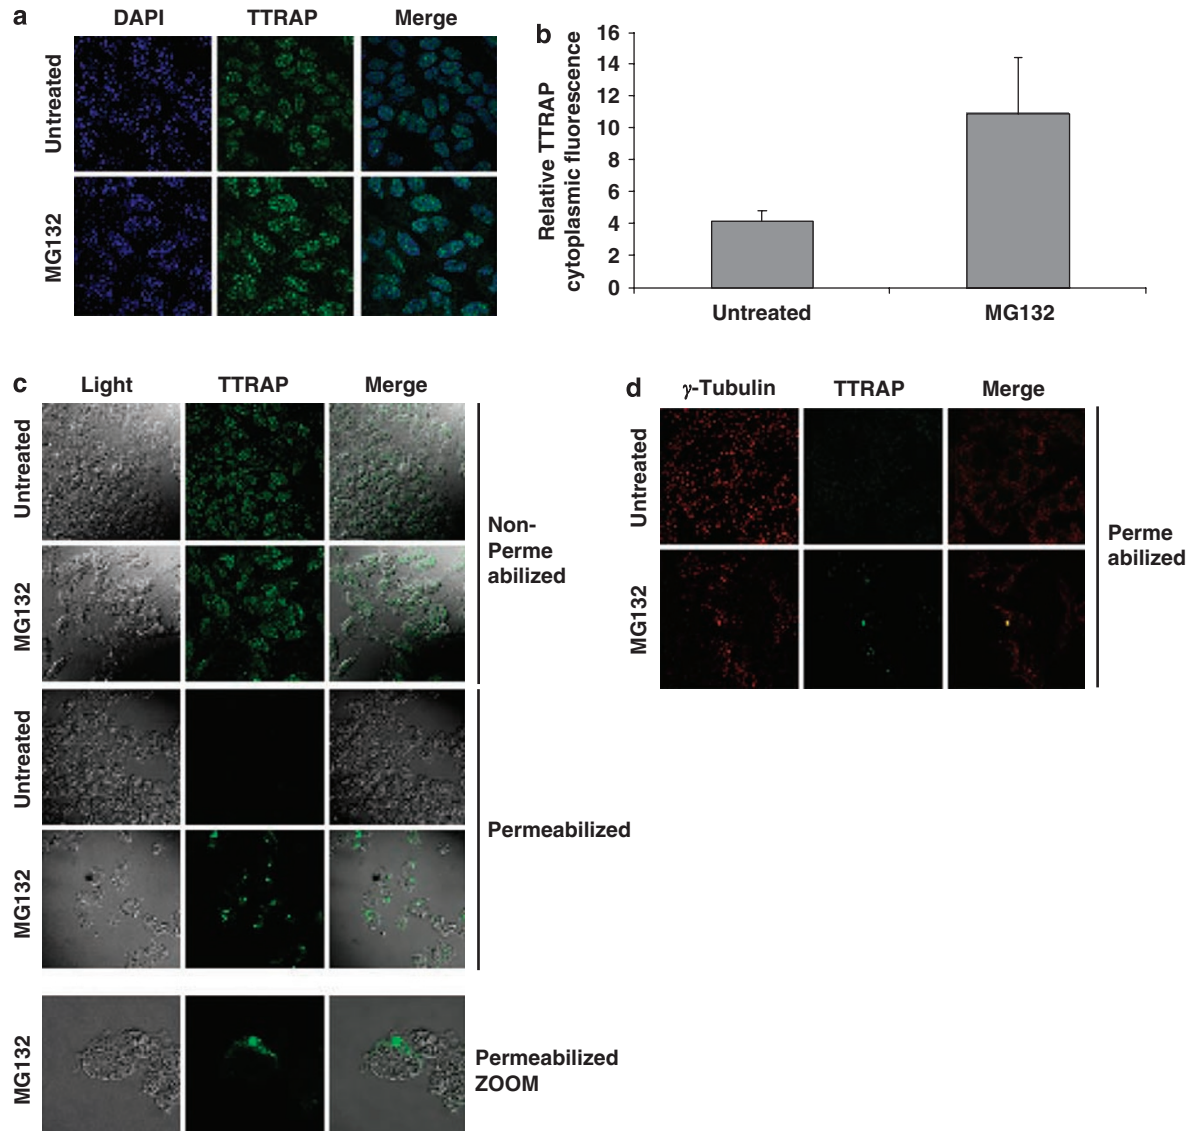 a
DAPI TTRAP Merge
Untreated
MG132
b
Relative TTRAP
cytoplasmic fluorescence
16
14
12
10
8
6
4
2
0
Untreated MG132
c
Light TTRAP Merge
Untreated
MG132
Non-
Perme
abilized
Untreated
MG132
Permeabilized
MG132
Permeabilized
ZOOM
d
γ-Tubulin TTRAP Merge
Untreated
MG132
Perme
abilized